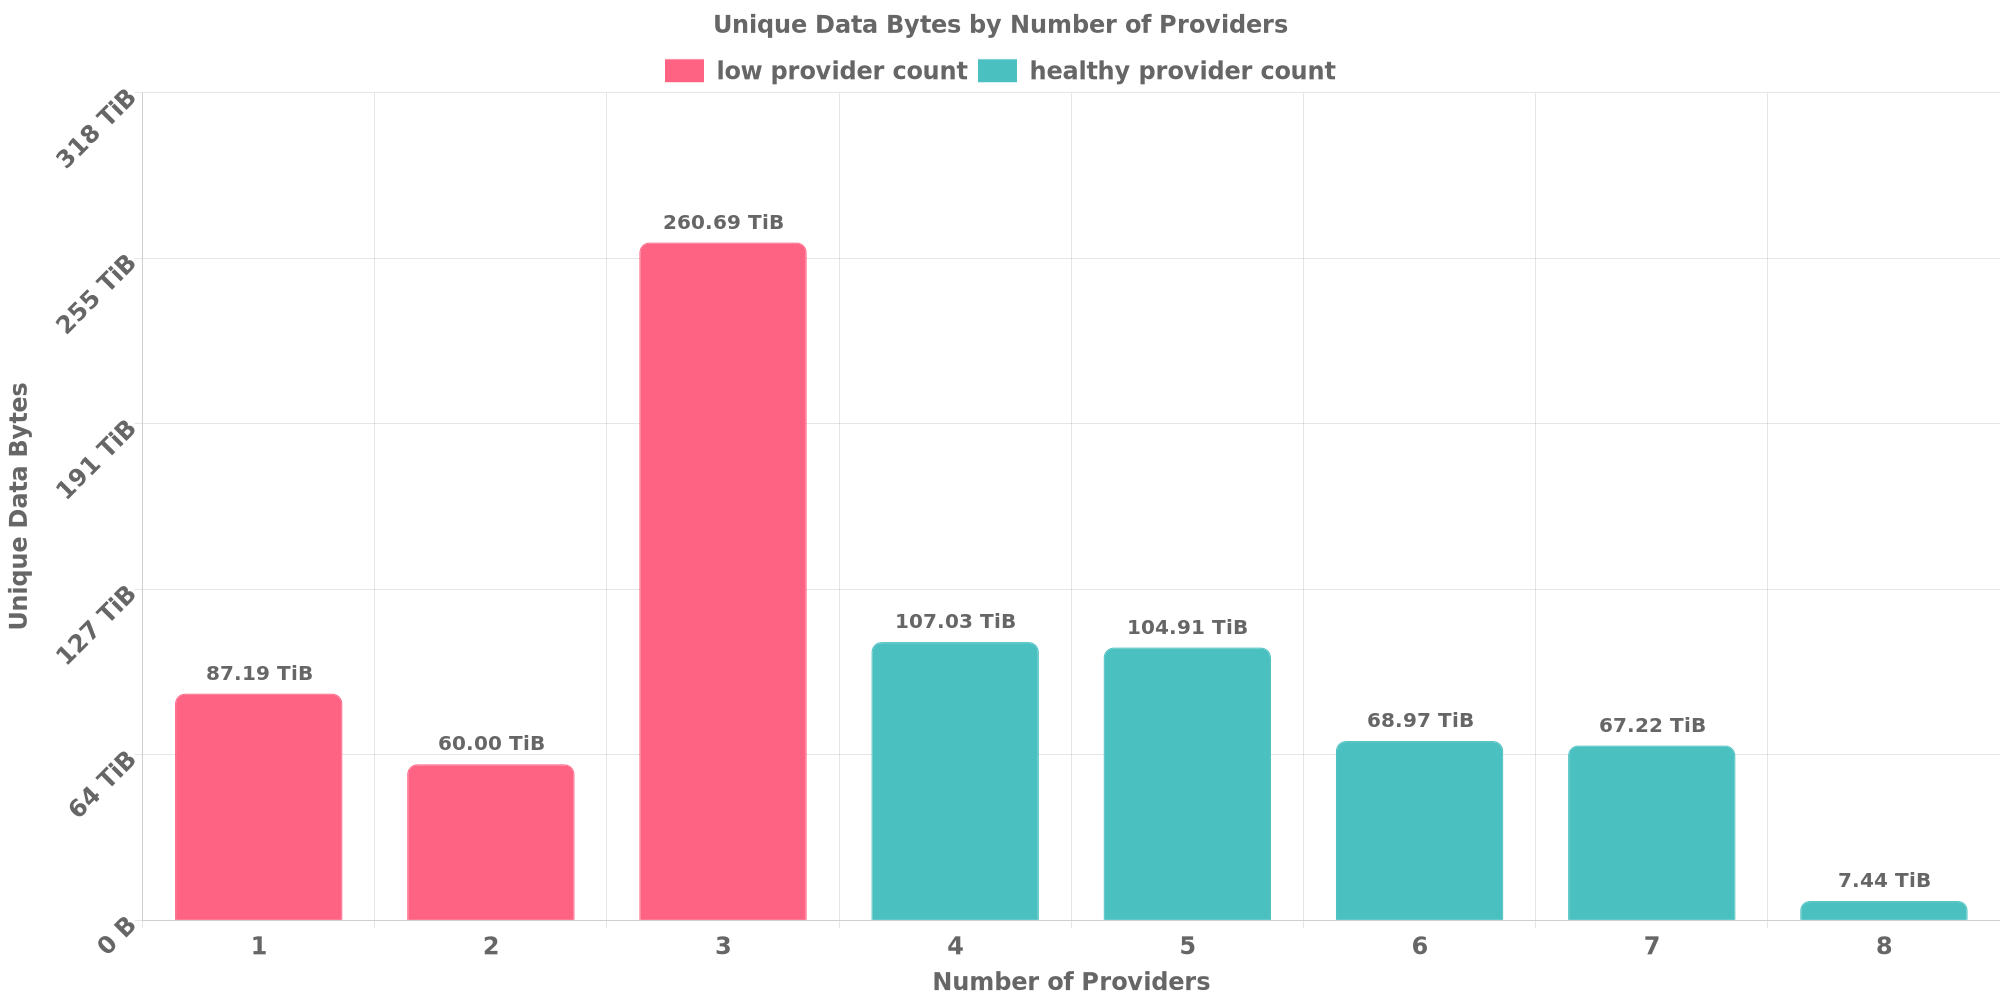 Unique Data Bytes by Number of Providers
low provider count healthy provider count
318 TiB
255 TiB
191 TiB
127 TiB
64 TiB
0 B
Unique Data Bytes
87.19 TiB
60.00 TiB
260.69 TiB
107.03 TiB
104.91 TiB
68.97 TiB
67.22 TiB
7.44 TiB
1 2 3 4 5 6 7 8
Number of Providers